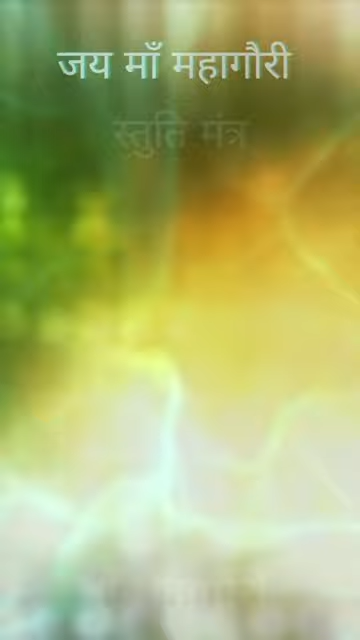 जय माँ महागौरी
स्तुति मंत्र